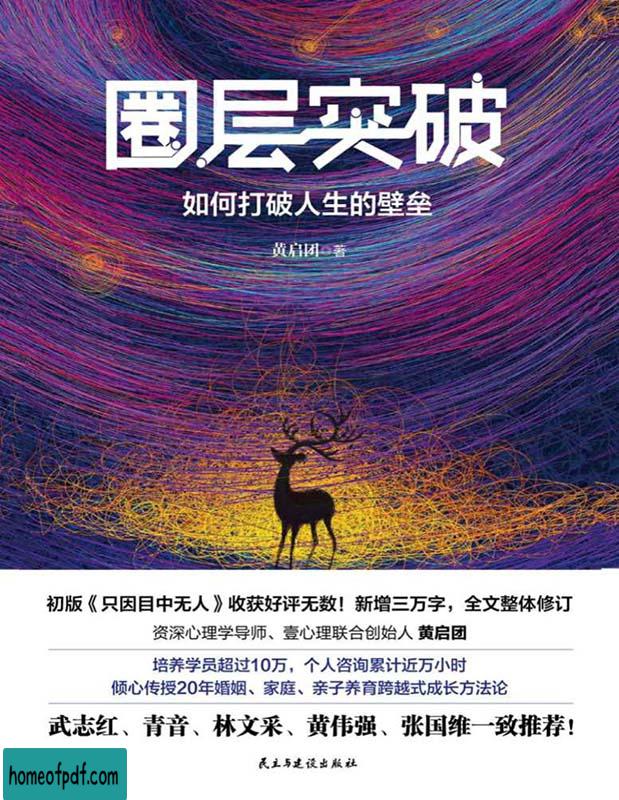 圈层突破
如何打破人生的壁垒
黄启团◎著
初版《只因目中无人》收获好评无数！新增三万字，全文整体修订
资深心理学导师、壹心理联合创始人 黄启团
培养学员超过10万，个人咨询累计近万小时
倾心传授20年婚姻、家庭、亲子养育跨越式成长方法论
武志红、青音、林文采、黄伟强、张国维一致推荐！
民主与建设出版社
homeofpdf.com